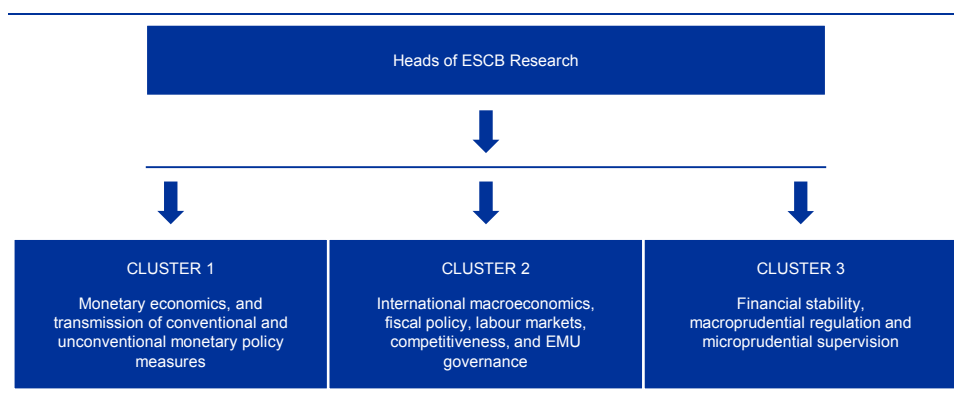 Heads of ESCB Research
CLUSTER 1
Monetary economics, and
transmission of conventional and
unconventional monetary policy
measures
CLUSTER 2
International macroeconomics,
fiscal policy, labour markets,
competitiveness, and EMU
governance
CLUSTER 3
Financial stability,
macroprudential regulation and
microprudential supervision